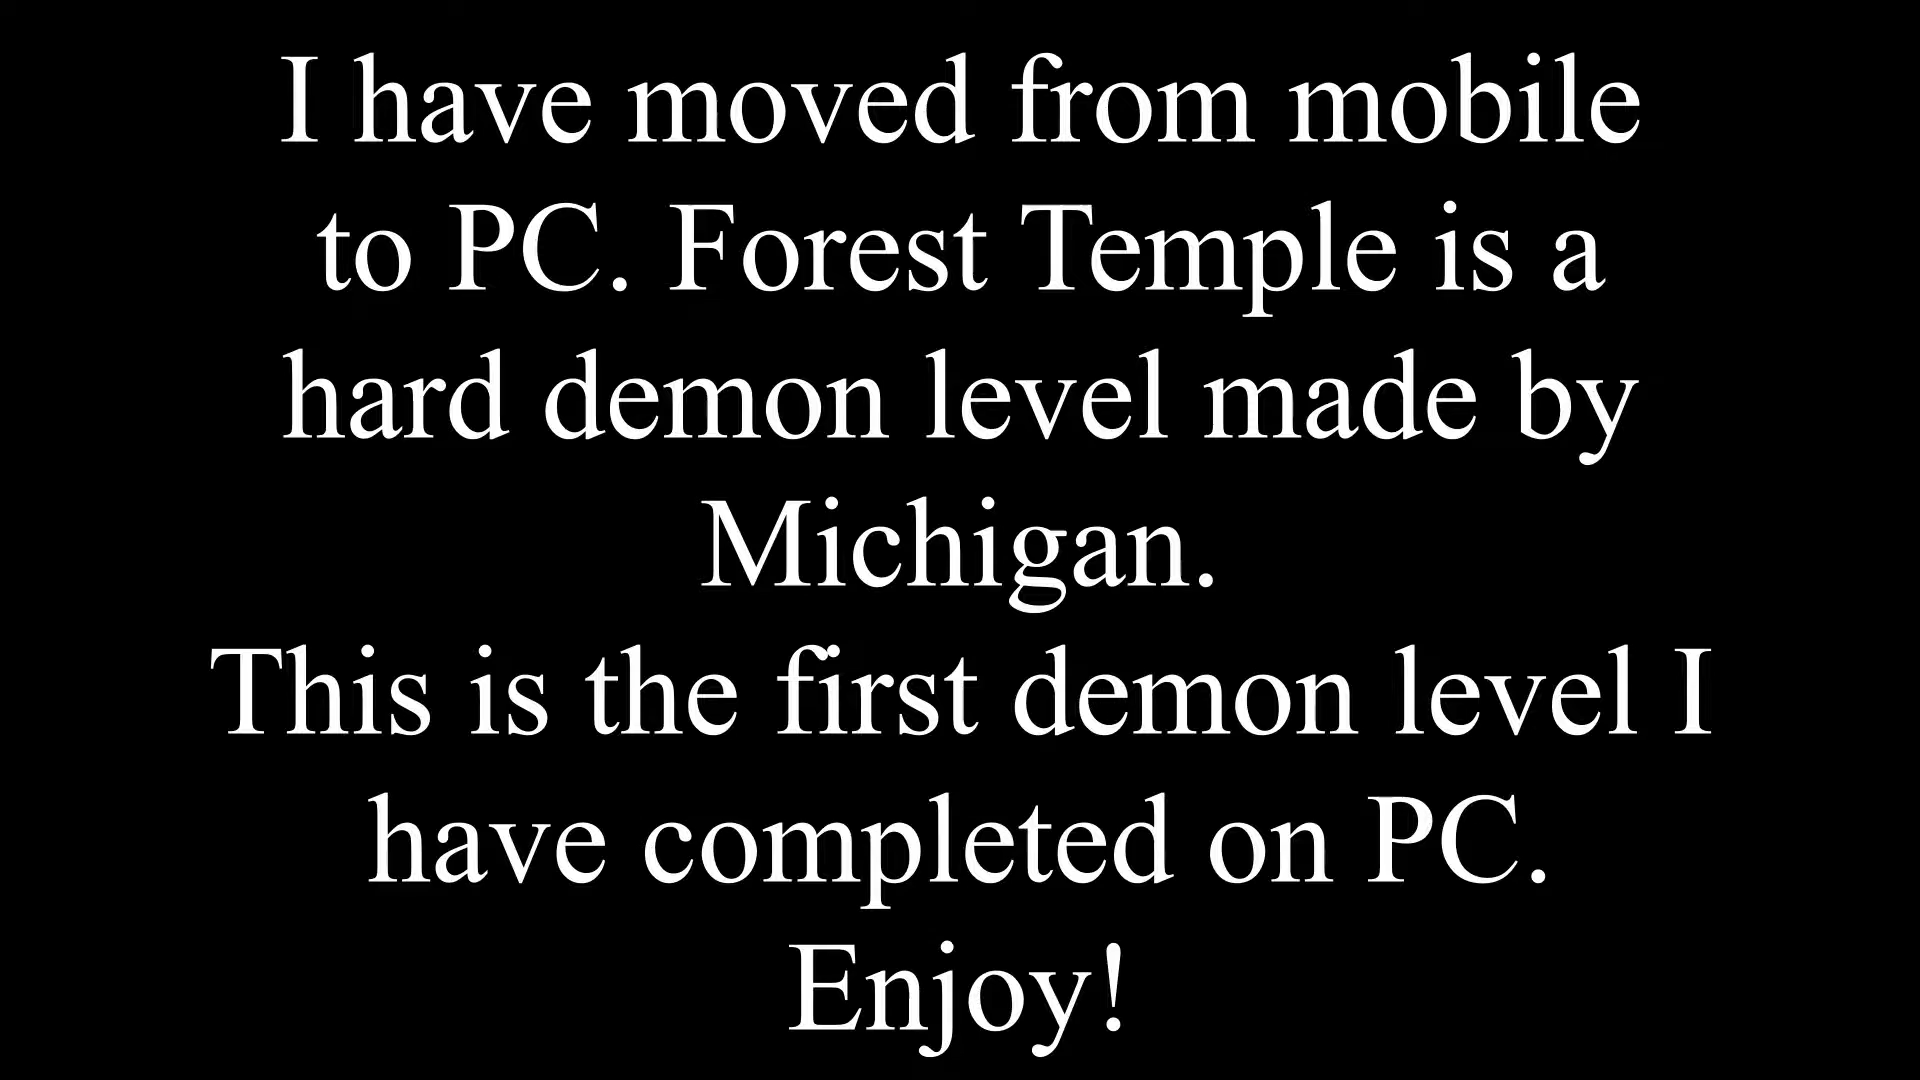 I have moved from mobile
to PC. Forest Temple is a
hard demon level made by
Michigan.
This is the first demon level I
have completed on PC.
Enjoy!